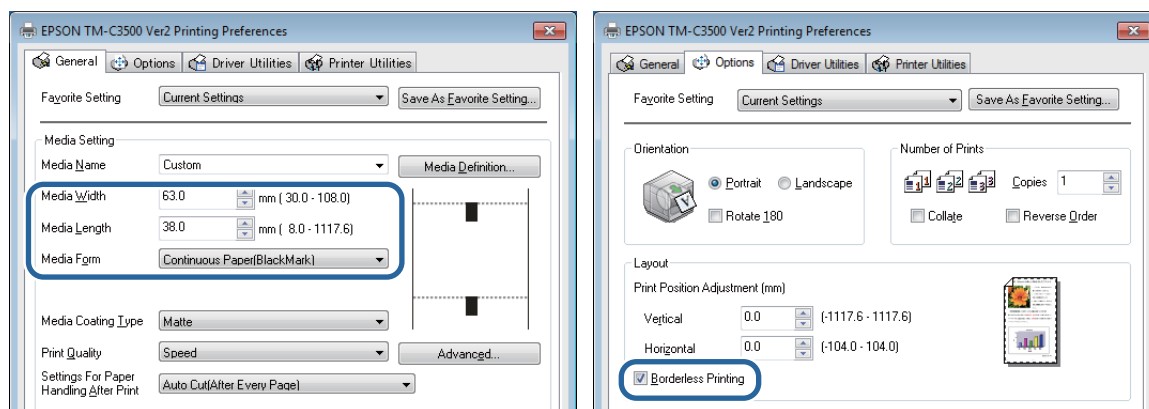 EPSON TM-C3500 Ver2 Printing Preferences
General Options Driver Utilities Printer Utilities
Favorite Setting Current Settings Save As Favorite Setting...
Media Setting
Media Name Custom Media Definition...
Media Width 63.0 mm ( 30.0 - 108.0)
Media Length 38.0 mm ( 8.0 - 1117.6)
Media Form Continuous Paper(BlackMark)
Media Coating Type Matte
Print Quality Speed Advanced...
Settings For Paper
Handling After Print Auto Cut(After Every Page)
EPSON TM-C3500 Ver2 Printing Preferences
General Options Driver Utilities Printer Utilities
Favorite Setting Current Settings Save As Favorite Setting...
Orientation
Portrait Landscape
Rotate 180
Number of Prints
1 1 2 2 3 3 Copies 1
Collate Reverse Order
Layout
Print Position Adjustment (mm)
Vertical 0.0 (-1117.6 - 1117.6)
Horizontal 0.0 (-104.0 - 104.0)
Borderless Printing